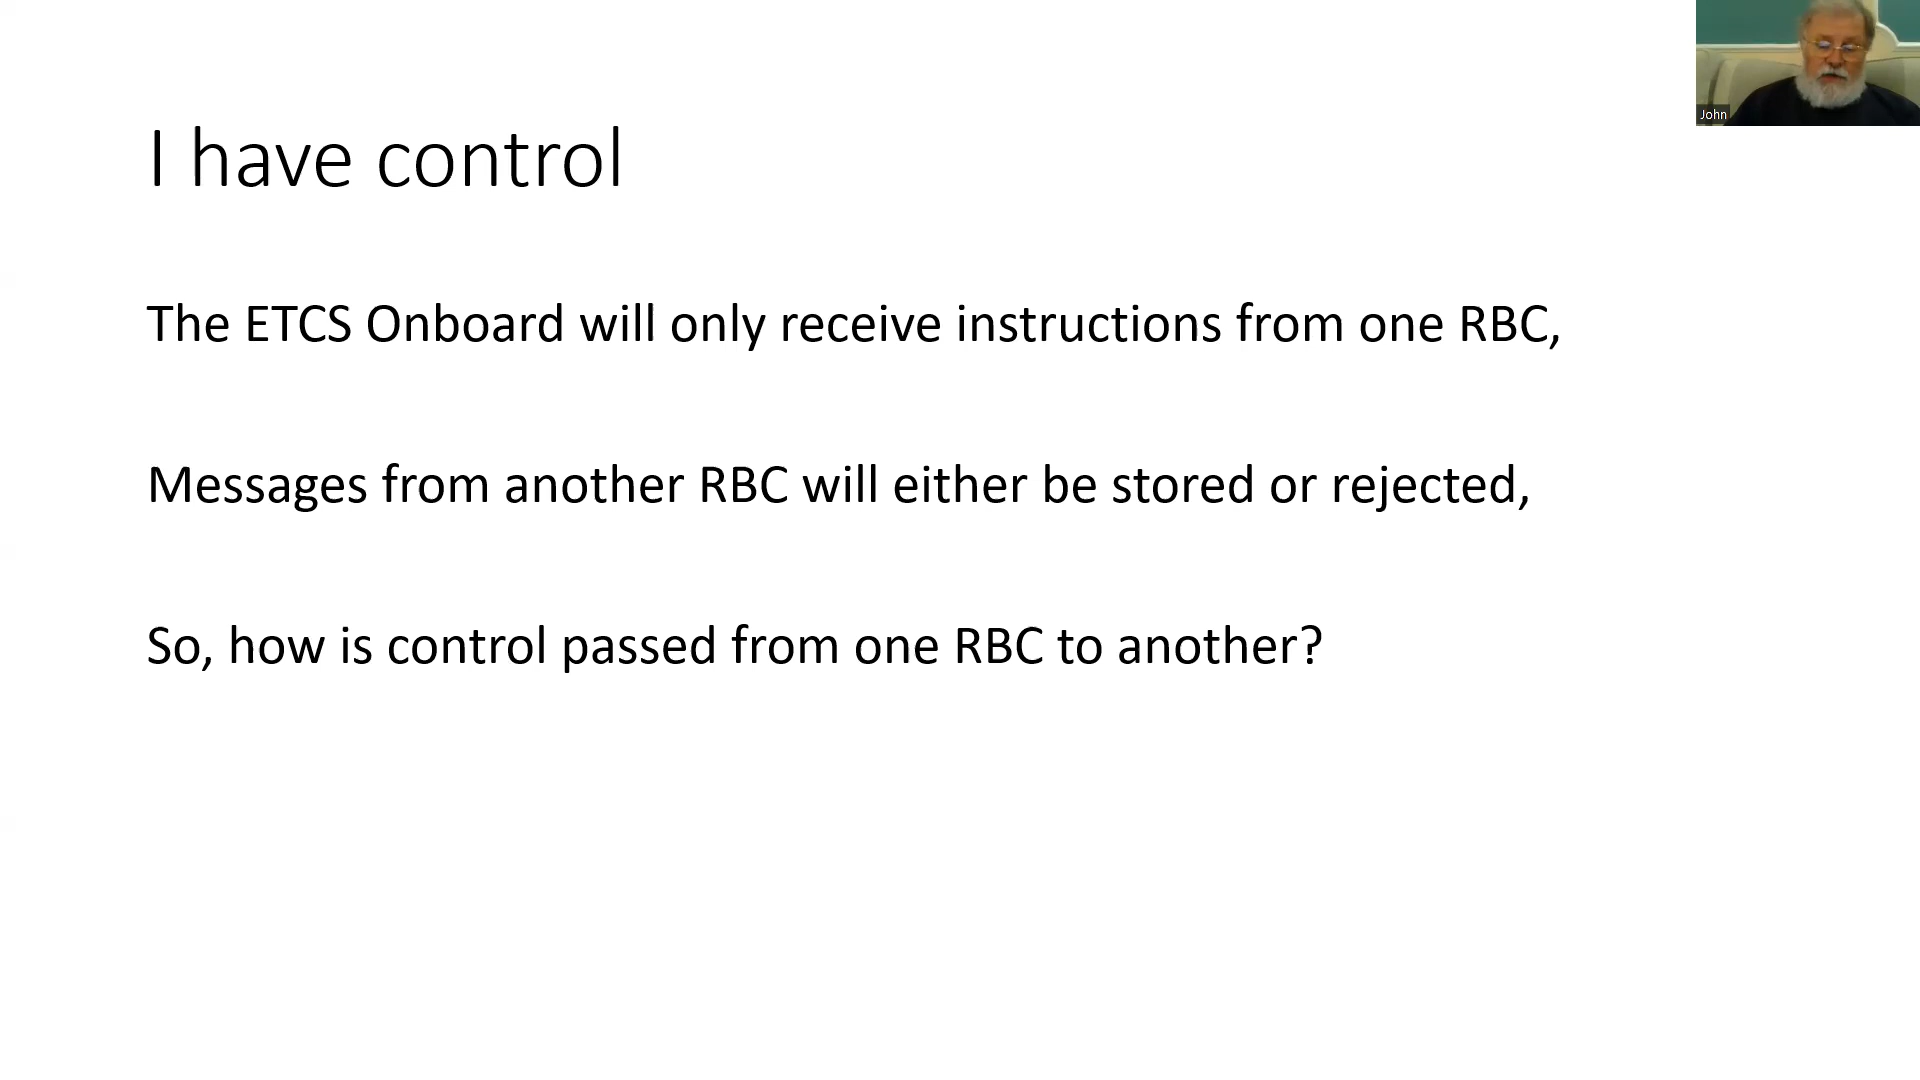 I have control
The ETCS Onboard will only receive instructions from one RBC,
Messages from another RBC will either be stored or rejected,
So, how is control passed from one RBC to another?
John